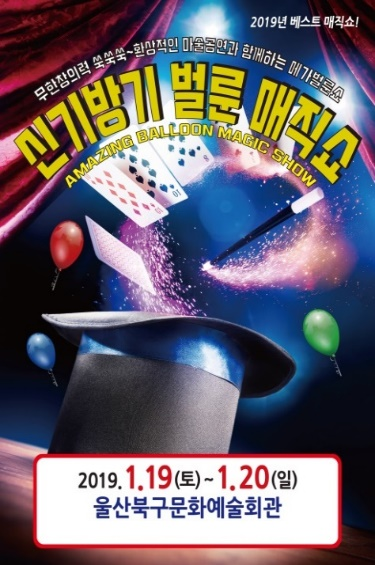 2019년 베스트 매직쇼!
무한창의력 쑥쑥쑥~환상적인 마술공연과 함께하는 메가벌룬쇼
신기방기 벌룬 매직쇼
AMAZING BALLOON MAGIC SHOW
2019. 1.19(토) ~ 1.20(일)
울산북구문화예술회관